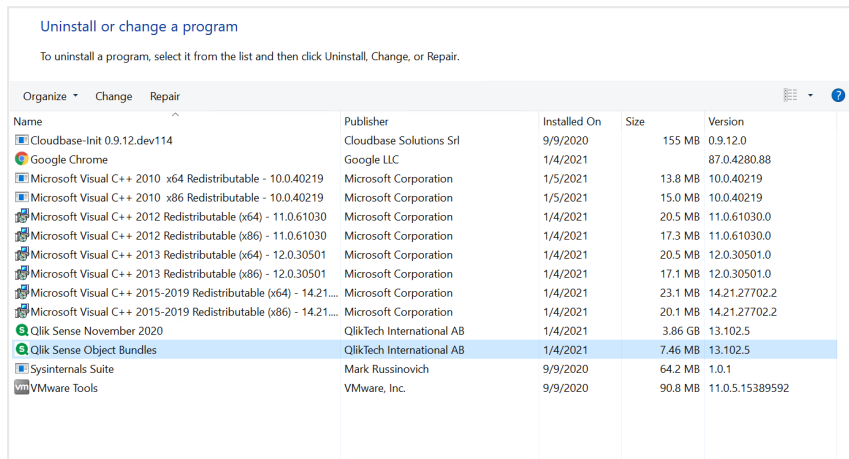 Uninstall or change a program
To uninstall a program, select it from the list and then click Uninstall, Change, or Repair.
Organize Change Repair ?
Name Publisher Installed On Size Version
Cloudbase-Init 0.9.12.dev114 Cloudbase Solutions Srl 9/9/2020 155 MB 0.9.12.0
Google Chrome Google LLC 1/4/2021 87.0.4280.88
Microsoft Visual C++ 2010  x64 Redistributable - 10.0.40219 Microsoft Corporation 1/5/2021 13.8 MB 10.0.40219
Microsoft Visual C++ 2010  x86 Redistributable - 10.0.40219 Microsoft Corporation 1/5/2021 15.0 MB 10.0.40219
Microsoft Visual C++ 2012 Redistributable (x64) - 11.0.61030 Microsoft Corporation 1/4/2021 20.5 MB 11.0.61030.0
Microsoft Visual C++ 2012 Redistributable (x86) - 11.0.61030 Microsoft Corporation 1/4/2021 17.3 MB 11.0.61030.0
Microsoft Visual C++ 2013 Redistributable (x64) - 12.0.30501 Microsoft Corporation 1/4/2021 20.5 MB 12.0.30501.0
Microsoft Visual C++ 2013 Redistributable (x86) - 12.0.30501 Microsoft Corporation 1/4/2021 17.1 MB 12.0.30501.0
Microsoft Visual C++ 2015-2019 Redistributable (x64) - 14.21.... Microsoft Corporation 1/4/2021 23.1 MB 14.21.27702.2
Microsoft Visual C++ 2015-2019 Redistributable (x86) - 14.21.... Microsoft Corporation 1/4/2021 20.1 MB 14.21.27702.2
Qlik Sense November 2020 QlikTech International AB 1/4/2021 3.86 GB 13.102.5
Qlik Sense Object Bundles QlikTech International AB 1/4/2021 7.46 MB 13.102.5
Sysinternals Suite Mark Russinovich 9/9/2020 64.2 MB 1.0.1
vm VMware Tools VMware, Inc. 9/9/2020 90.8 MB 11.0.5.15389592